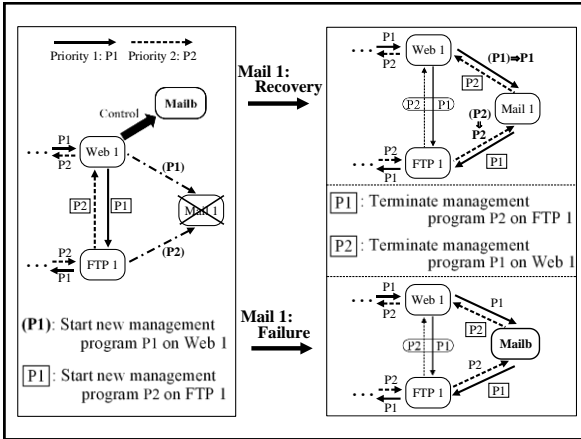 Priority 1: P1
Priority 2: P2
Mailb
Control
P1
P2
Web 1
(P1)
P2
P1
Mail 1
(P2)
P2
P1
FTP 1
(P1): Start new management
program P1 on Web 1
P1 : Start new management
program P2 on FTP 1
Mail 1:
Recovery
Mail 1:
Failure
P1
P2
Web 1
(P1)⇒P1
P2
P2 P1
Mail 1
(P2)
⇓
P2
P1
P2
P1
FTP 1
P1 : Terminate management
program P2 on FTP 1
P2 : Terminate management
program P1 on Web 1
P1
P2
Web 1
P1
P2
P2 P1
Mailb
P2
P1
P2
P1
FTP 1